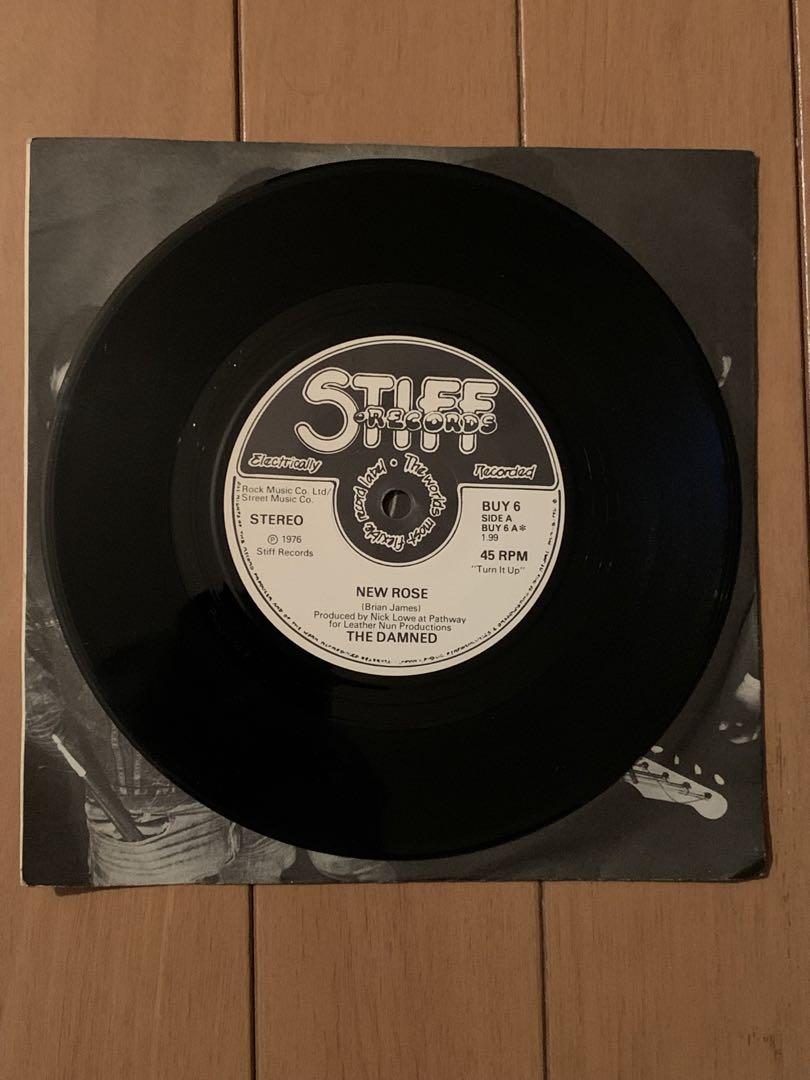 STIFF
RECORDS
Electrically
Recorded
The worlds most flexible record label •
Rock Music Co. Ltd/
Street Music Co.
STEREO
Ⓟ 1976
Stiff Records
BUY 6
SIDE A
BUY 6 A*
1.99
45 RPM
"Turn It Up"
NEW ROSE
(Brian James)
Produced by Nick Lowe at Pathway
for Leather Nun Productions
THE DAMNED